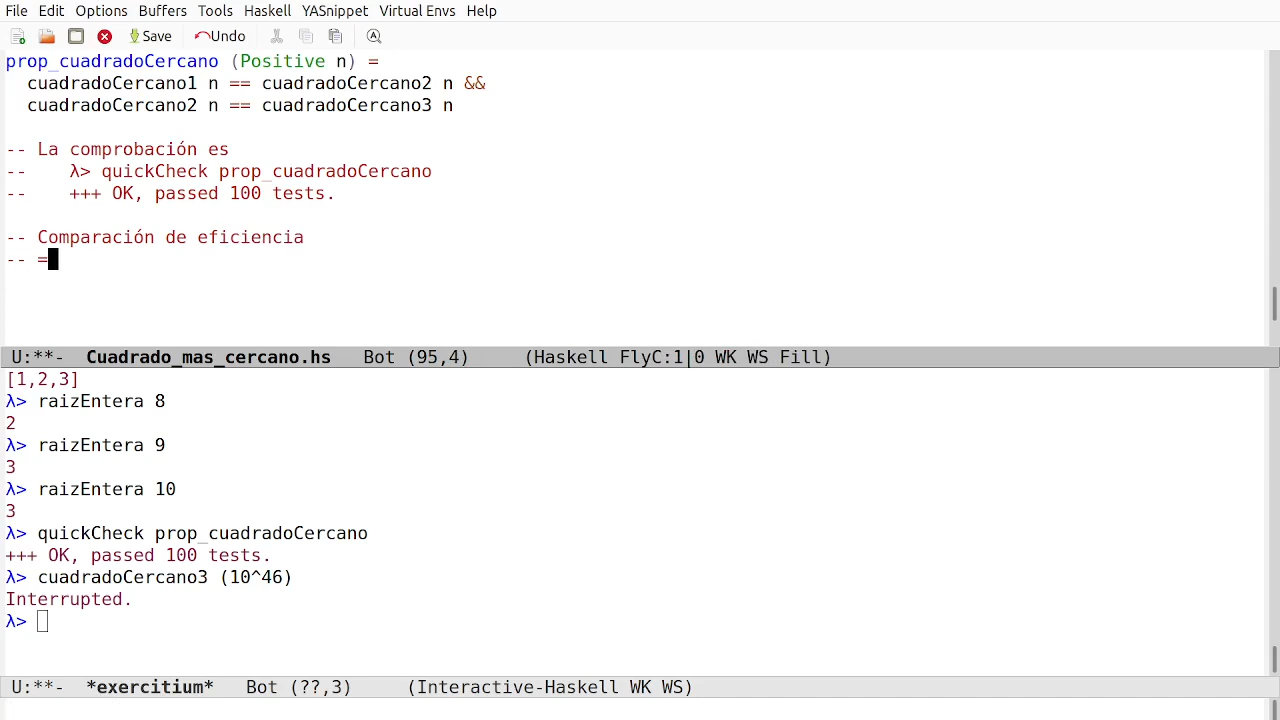 File Edit Options Buffers Tools Haskell YASnippet Virtual Envs Help
Save Undo
prop_cuadradoCercano (Positive n) =
  cuadradoCercano1 n == cuadradoCercano2 n &&
  cuadradoCercano2 n == cuadradoCercano3 n
-- La comprobación es
--    λ> quickCheck prop_cuadradoCercano
--    +++ OK, passed 100 tests.
-- Comparación de eficiencia
-- =
U:**-  Cuadrado_mas_cercano.hs   Bot (95,4)     (Haskell FlyC:1|0 WK WS Fill)
[1,2,3]
λ> raizEntera 8
2
λ> raizEntera 9
3
λ> raizEntera 10
3
λ> quickCheck prop_cuadradoCercano
+++ OK, passed 100 tests.
λ> cuadradoCercano3 (10^46)
Interrupted.
λ>
U:**-  *exercitium*   Bot (??,3)     (Interactive-Haskell WK WS)